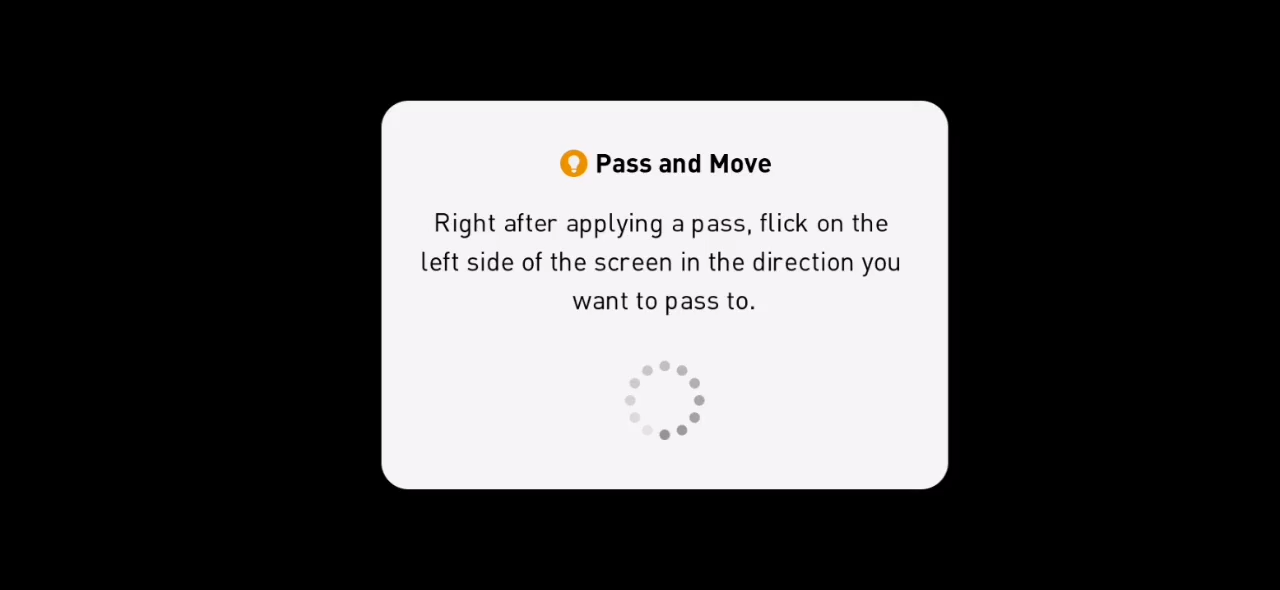 Pass and Move
Right after applying a pass, flick on the
left side of the screen in the direction you
want to pass to.